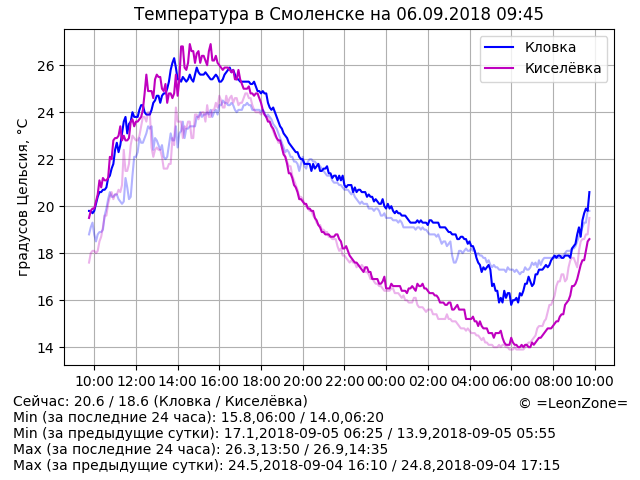 Температура в Смоленске на 06.09.2018 09:45
Кловка
Киселёвка
градусов Цельсия, °C
26
24
22
20
18
16
14
10:00 12:00 14:00 16:00 18:00 20:00 22:00 00:00 02:00 04:00 06:00 08:00 10:00
Сейчас: 20.6 / 18.6 (Кловка / Киселёвка)
© =LeonZone=
Min (за последние 24 часа): 15.8,06:00 / 14.0,06:20
Min (за предыдущие сутки): 17.1,2018-09-05 06:25 / 13.9,2018-09-05 05:55
Max (за последние 24 часа): 26.3,13:50 / 26.9,14:35
Max (за предыдущие сутки): 24.5,2018-09-04 16:10 / 24.8,2018-09-04 17:15